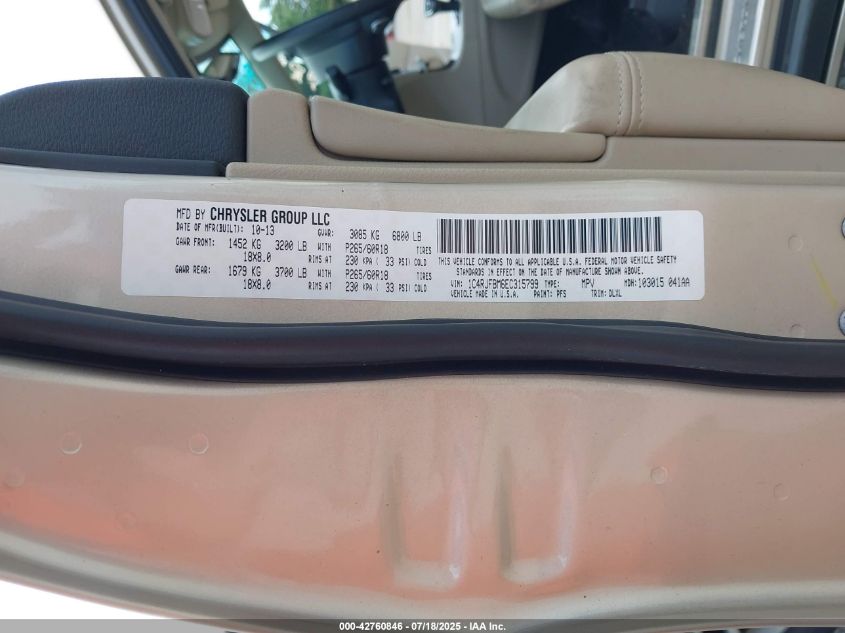 MFD BY CHRYSLER GROUP LLC
DATE OF MFR(BUILT): 10-13 GVWR: 3085 KG 6800 LB
GAWR FRONT: 1452 KG 3200 LB WITH P265/60R18 TIRES
18X8.0 RIMS AT 230 KPA ( 33 PSI) COLD
GAWR REAR: 1679 KG 3700 LB WITH P265/60R18 TIRES
18X8.0 RIMS AT 230 KPA ( 33 PSI) COLD
THIS VEHICLE CONFORMS TO ALL APPLICABLE U.S.A. FEDERAL MOTOR VEHICLE SAFETY
STANDARDS IN EFFECT ON THE DATE OF MANUFACTURE SHOWN ABOVE.
VIN: 1C4RJFBM6EC315799 TYPE: MPV MDH: 103015 041AA
VEHICLE MADE IN U.S.A. PAINT: PFS TRIM: DLXL
000-42760846 - 07/18/2025 - IAA Inc.